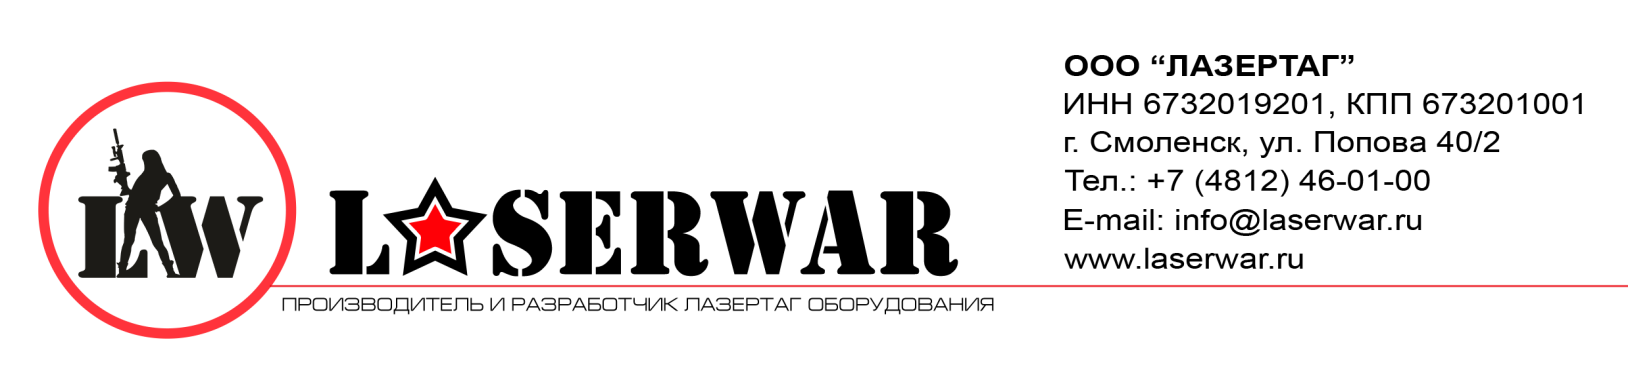 LW
LASERWAR
ПРОИЗВОДИТЕЛЬ И РАЗРАБОТЧИК ЛАЗЕРТАГ ОБОРУДОВАНИЯ
ООО “ЛАЗЕРТАГ”
ИНН 6732019201, КПП 673201001
г. Смоленск, ул. Попова 40/2
Тел.: +7 (4812) 46-01-00
E-mail: info@laserwar.ru
www.laserwar.ru